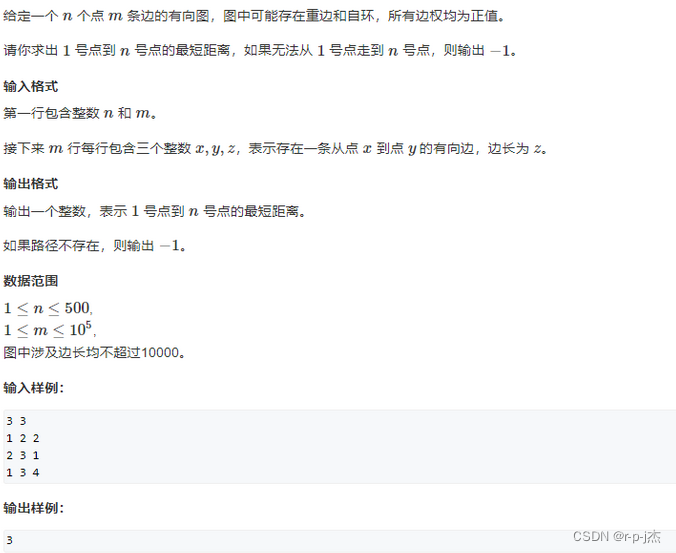 给定一个 n 个点 m 条边的有向图，图中可能存在重边和自环，所有边权均为正值。
请你求出 1 号点到 n 号点的最短距离，如果无法从 1 号点走到 n 号点，则输出 −1。
输入格式
第一行包含整数 n 和 m。
接下来 m 行每行包含三个整数 x, y, z，表示存在一条从点 x 到点 y 的有向边，边长为 z。
输出格式
输出一个整数，表示 1 号点到 n 号点的最短距离。
如果路径不存在，则输出 −1。
数据范围
1 ≤ n ≤ 500,
1 ≤ m ≤ 10⁵,
图中涉及边长均不超过10000。
输入样例：
3 3
1 2 2
2 3 1
1 3 4
输出样例：
3
CSDN @r-p-j杰